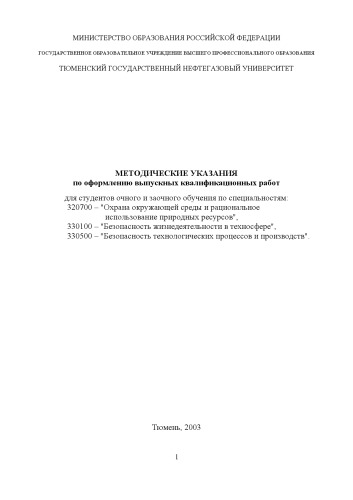 МИНИСТЕРСТВО ОБРАЗОВАНИЯ РОССИЙСКОЙ ФЕДЕРАЦИИ
ГОСУДАРСТВЕННОЕ ОБРАЗОВАТЕЛЬНОЕ УЧРЕЖДЕНИЕ ВЫСШЕГО ПРОФЕССИОНАЛЬНОГО ОБРАЗОВАНИЯ
ТЮМЕНСКИЙ ГОСУДАРСТВЕННЫЙ НЕФТЕГАЗОВЫЙ УНИВЕРСИТЕТ
МЕТОДИЧЕСКИЕ УКАЗАНИЯ
по оформлению выпускных квалификационных работ
для студентов очного и заочного обучения по специальностям:
320700 – "Охрана окружающей среды и рациональное
использование природных ресурсов",
330100 – "Безопасность жизнедеятельности в техносфере",
330500 – "Безопасность технологических процессов и производств".
Тюмень, 2003
1